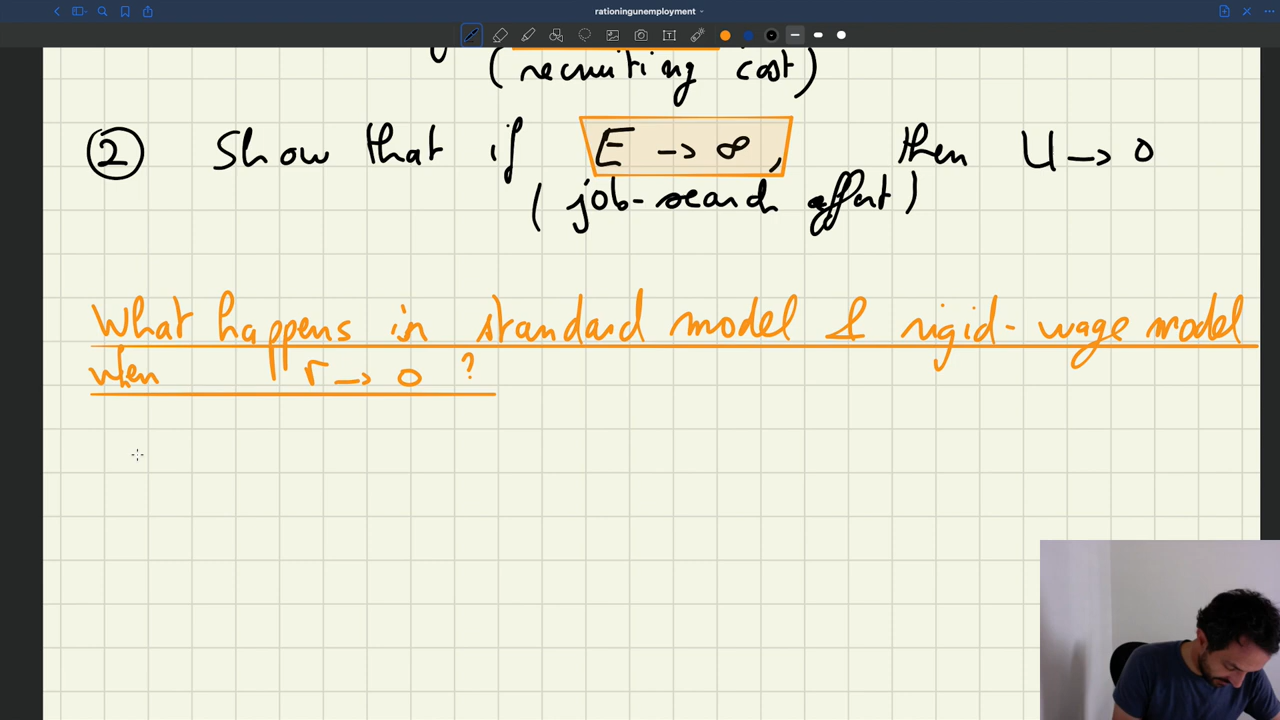 rationingunemployment
(recruiting cost)
② Show that if E → ∞, then U → 0
(job-search effort)
What happens in standard model & rigid-wage model
when r → 0 ?